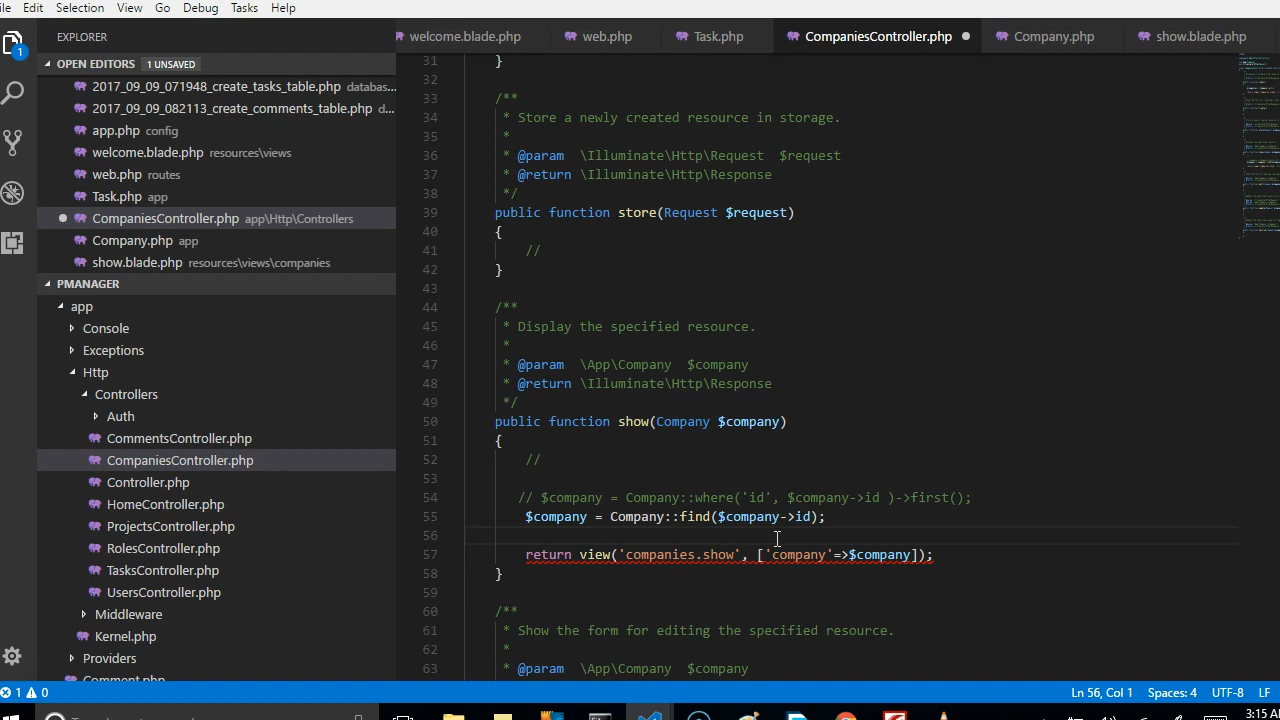 ile Edit Selection View Go Debug Tasks Help
EXPLORER
OPEN EDITORS 1 UNSAVED
2017_09_09_071948_create_tasks_table.php databas...
2017_09_09_082113_create_comments_table.php d...
app.php config
welcome.blade.php resources\views
web.php routes
Task.php app
CompaniesController.php app\Http\Controllers
Company.php app
show.blade.php resources\views\companies
PMANAGER
app
Console
Exceptions
Http
Controllers
Auth
CommentsController.php
CompaniesController.php
Controller.php
HomeController.php
ProjectsController.php
RolesController.php
TasksController.php
UsersController.php
Middleware
Kernel.php
Providers
Comment.php
1
welcome.blade.php web.php Task.php CompaniesController.php Company.php show.blade.php
31 }
32
33 /**
34 * Store a newly created resource in storage.
35 *
36 * @param \Illuminate\Http\Request $request
37 * @return \Illuminate\Http\Response
38 */
39 public function store(Request $request)
40 {
41 //
42 }
43
44 /**
45 * Display the specified resource.
46 *
47 * @param \App\Company $company
48 * @return \Illuminate\Http\Response
49 */
50 public function show(Company $company)
51 {
52 //
53
54 // $company = Company::where('id', $company->id )->first();
55 $company = Company::find($company->id);
56
57 return view('companies.show', ['company'=>$company]);
58 }
59
60 /**
61 * Show the form for editing the specified resource.
62 *
63 * @param \App\Company $company
1 0 Ln 56, Col 1 Spaces: 4 UTF-8 LF
3:15 AM